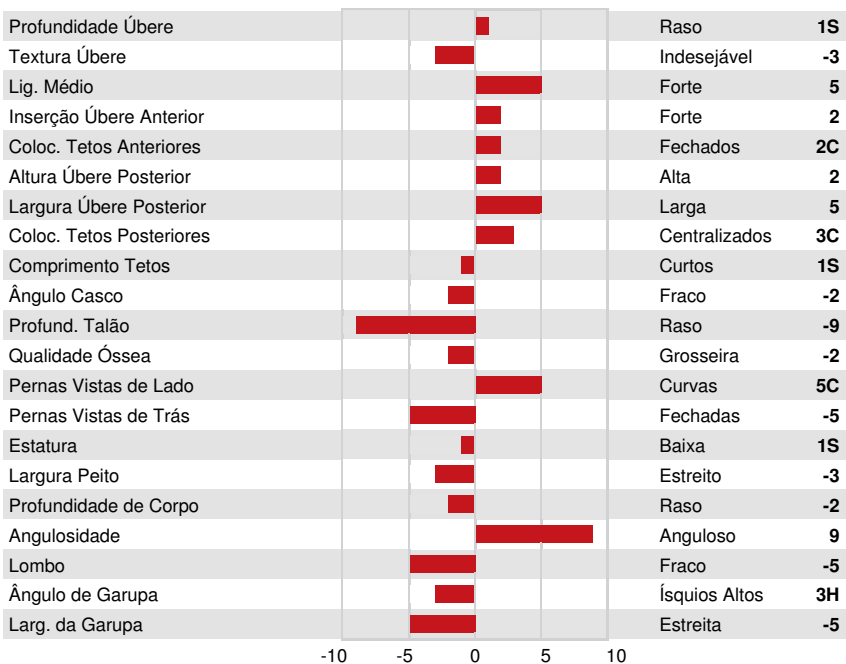 Profundidade Úbere Raso 1S
Textura Úbere Indesejável -3
Lig. Médio Forte 5
Inserção Úbere Anterior Forte 2
Coloc. Tetos Anteriores Fechados 2C
Altura Úbere Posterior Alta 2
Largura Úbere Posterior Larga 5
Coloc. Tetos Posteriores Centralizados 3C
Comprimento Tetos Curtos 1S
Ângulo Casco Fraco -2
Profund. Talão Raso -9
Qualidade Óssea Grosseira -2
Pernas Vistas de Lado Curvas 5C
Pernas Vistas de Trás Fechadas -5
Estatura Baixa 1S
Largura Peito Estreito -3
Profundidade de Corpo Raso -2
Angulosidade Anguloso 9
Lombo Fraco -5
Ângulo de Garupa Ísquios Altos 3H
Larg. da Garupa Estreita -5
-10 -5 0 5 10